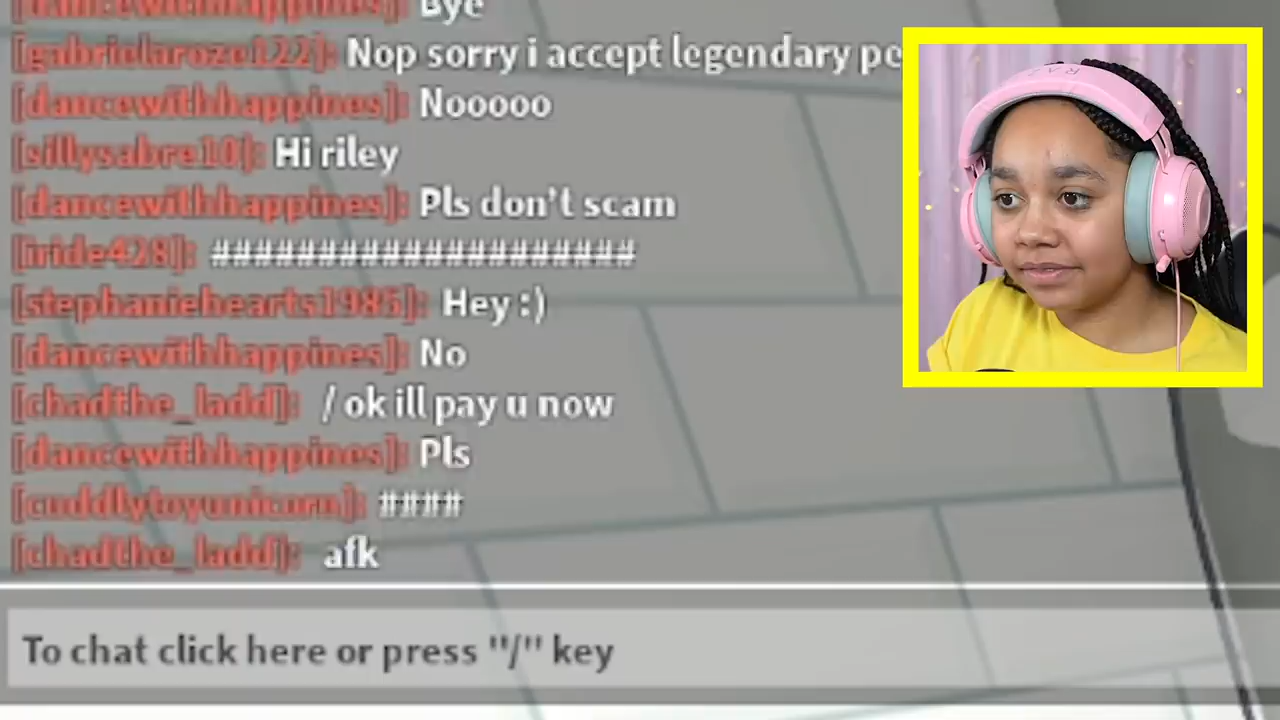 [dancewithhappines]: Bye
[gabrielaroze122]: Nop sorry i accept legendary pe
[dancewithhappines]: Nooooo
[sillysabre10]: Hi riley
[dancewithhappines]: Pls don't scam
[iride428]: ####################
[stephaniehearts1985]: Hey :)
[dancewithhappines]: No
[chadthe_ladd]: / ok ill pay u now
[dancewithhappines]: Pls
[cuddlytoyunicorn]: ####
[chadthe_ladd]: afk
To chat click here or press "/" key